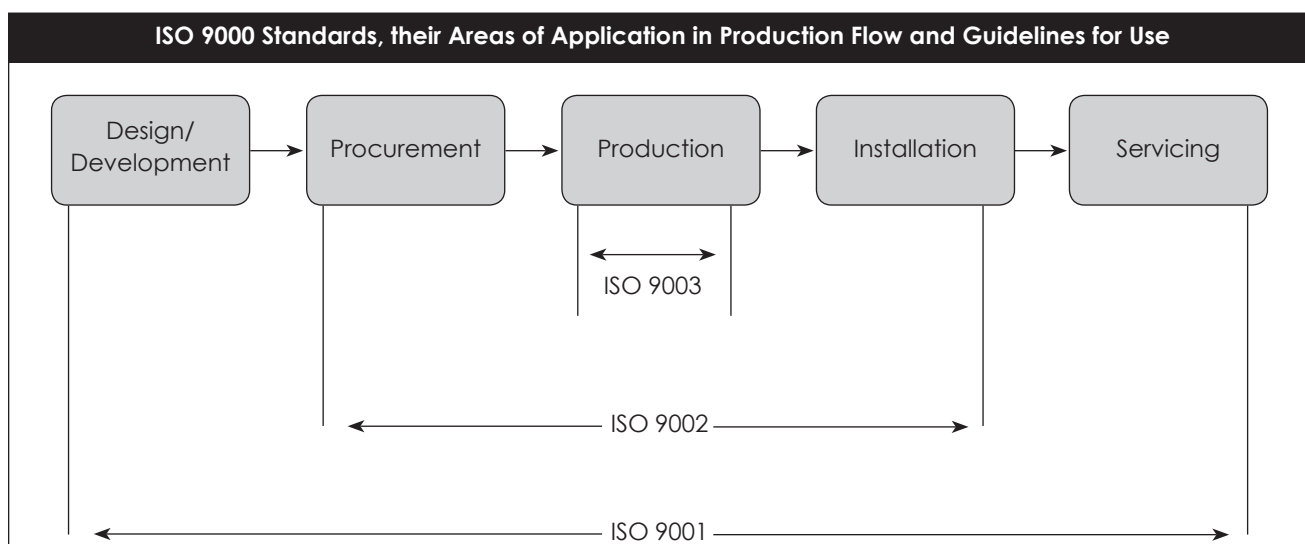 ISO 9000 Standards, their Areas of Application in Production Flow and Guidelines for Use
Design/
Development
Procurement
Production
Installation
Servicing
ISO 9003
ISO 9002
ISO 9001